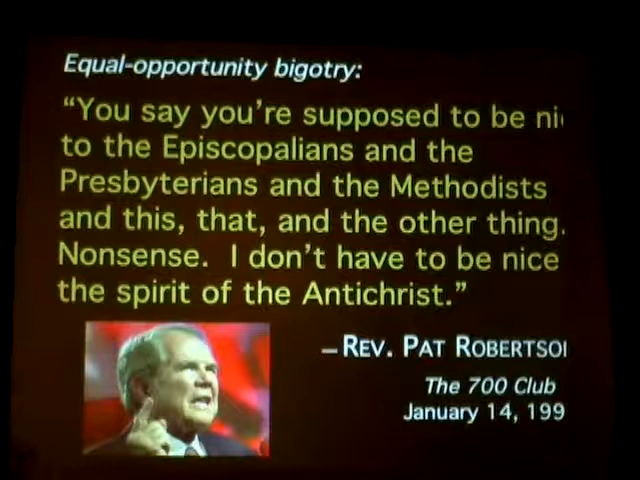 Equal-opportunity bigotry:
“You say you’re supposed to be ni
to the Episcopalians and the
Presbyterians and the Methodists
and this, that, and the other thing.
Nonsense.  I don’t have to be nice
the spirit of the Antichrist.”
–REV. PAT ROBERTSO
The 700 Club
January 14, 199